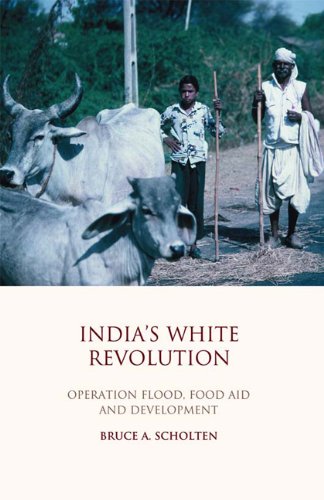 INDIA'S WHITE
REVOLUTION
OPERATION FLOOD, FOOD AID
AND DEVELOPMENT
BRUCE A. SCHOLTEN